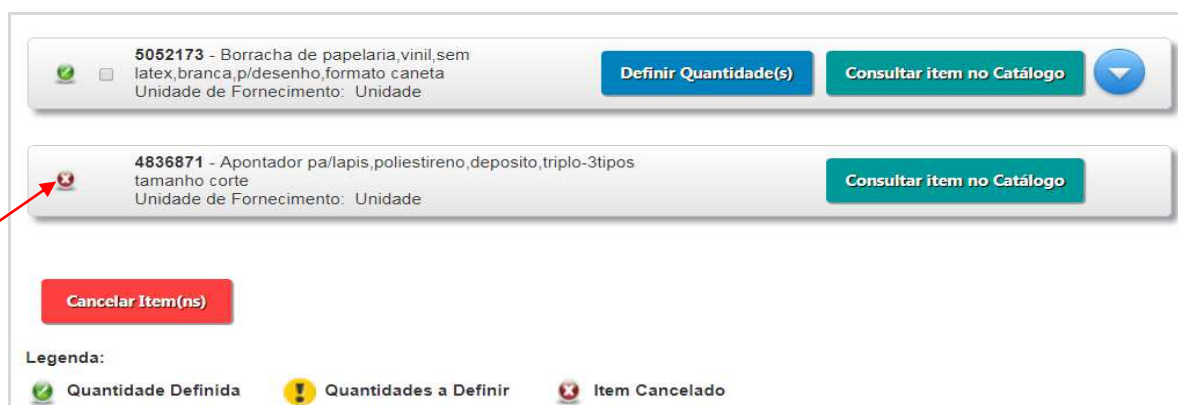 5052173 - Borracha de papelaria,vinil,sem
latex,branca,p/desenho,formato caneta
Unidade de Fornecimento: Unidade
Definir Quantidade(s)
Consultar item no Catálogo
4836871 - Apontador pa/lapis,poliestireno,deposito,triplo-3tipos
tamanho corte
Unidade de Fornecimento: Unidade
Consultar item no Catálogo
Cancelar Item(ns)
Legenda:
Quantidade Definida Quantidades a Definir Item Cancelado